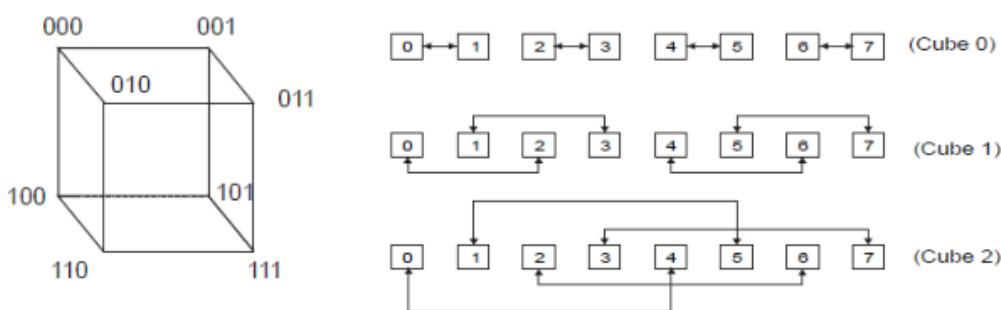 000 001
010
011
100 101
110 111
0 1 2 3 4 5 6 7 (Cube 0)
0 1 2 3 4 5 6 7 (Cube 1)
0 1 2 3 4 5 6 7 (Cube 2)